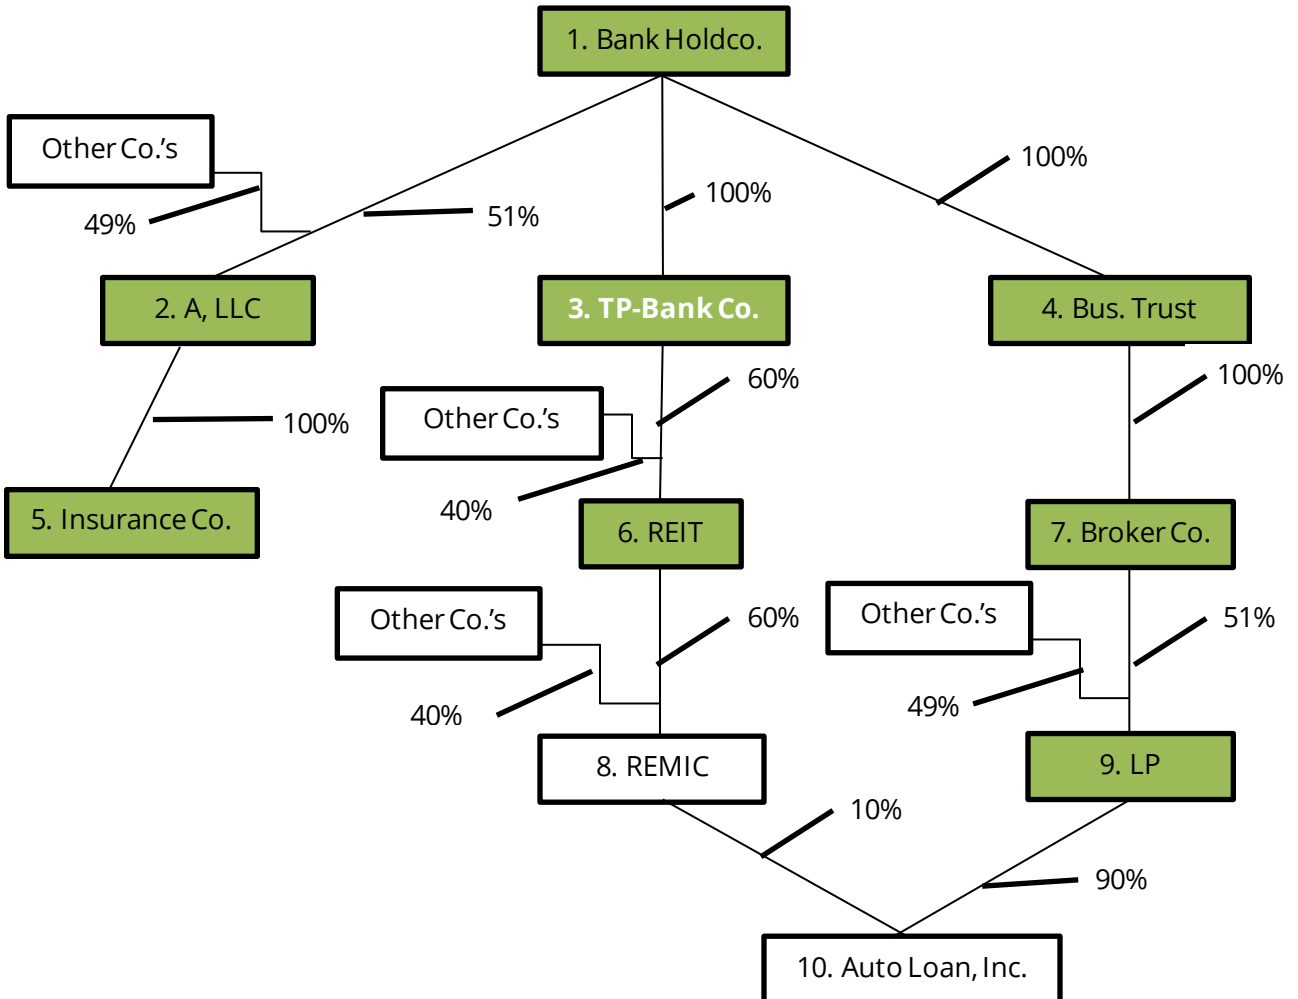 1. Bank Holdco.
Other Co.'s
100%
100%
49%
51%
2. A, LLC
3. TP-Bank Co.
4. Bus. Trust
60%
100%
Other Co.'s
100%
40%
5. Insurance Co.
6. REIT
7. Broker Co.
Other Co.'s
60%
Other Co.'s
51%
40%
49%
8. REMIC
9. LP
10%
90%
10. Auto Loan, Inc.